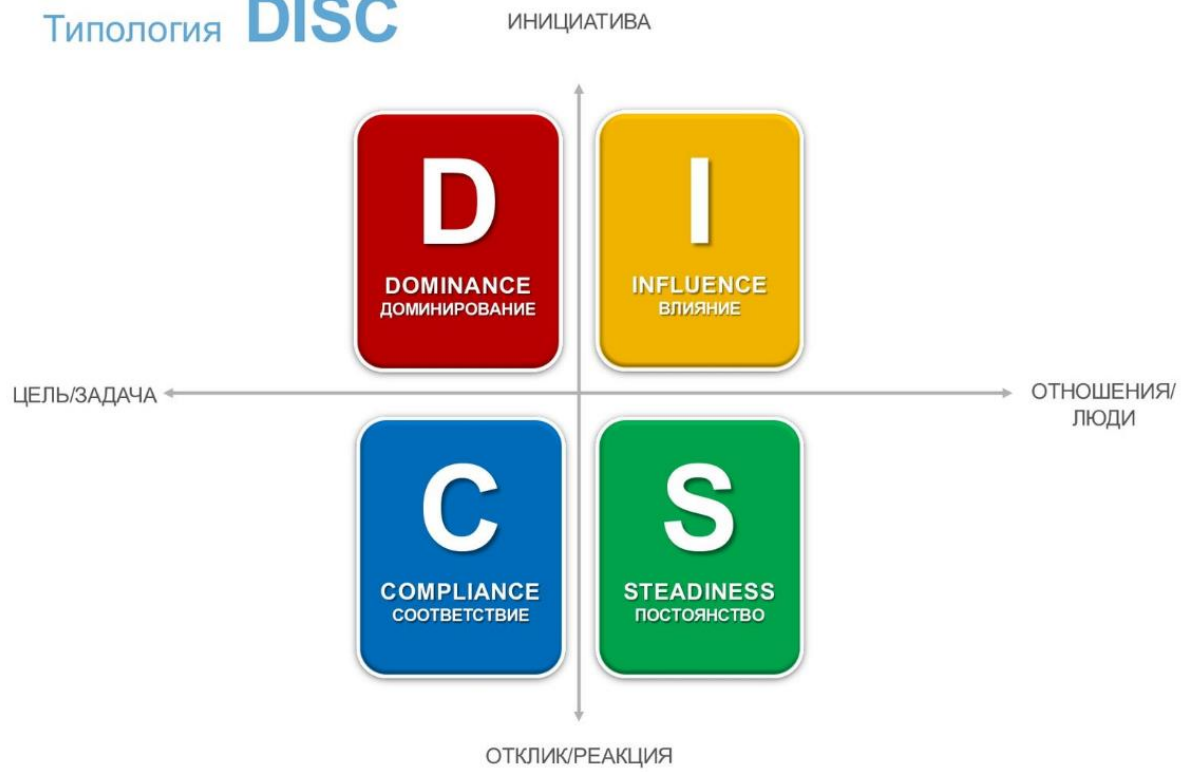 Типология DISC
ИНИЦИАТИВА
D
DOMINANCE
ДОМИНИРОВАНИЕ
I
INFLUENCE
ВЛИЯНИЕ
ЦЕЛЬ/ЗАДАЧА
ОТНОШЕНИЯ/
ЛЮДИ
C
COMPLIANCE
СООТВЕТСТВИЕ
S
STEADINESS
ПОСТОЯНСТВО
ОТКЛИК/РЕАКЦИЯ